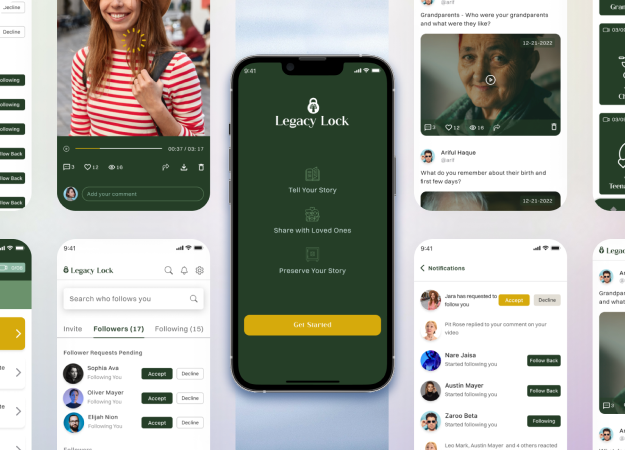 Decline
Decline
Following
Following
Following
Follow Back
Follow Back
Follow Back
00:37 / 03: 17
3
12
16
Add your comment
9:41
Legacy Lock
Tell Your Story
Share with Loved Ones
Preserve Your Story
Get Started
@arif
Grandparents - Who were your grandparents
and what were they like?
12-21-2022
3
12
16
Ariful Haque
@arif
What do you remember about their birth and
first few days?
12-21-2022
9:41
Legacy Lock
Search who follows you
Invite
Followers (17)
Following (15)
Follower Requests Pending
Sophia Ava
Following You
Accept
Decline
Oliver Mayer
Following You
Accept
Decline
Elijah Nion
Following You
Accept
Decline
9:41
Notifications
Jana has requested to
follow you
Accept
Decline
Pit Rose replied to your comment on your
video
Nare Jaisa
Started following you
Follow Back
Austin Mayer
Started following you
Follow Back
Zaroo Beta
Started following you
Following
Leo Mark, Austin Mayer and 4 others reacted
9:41
3